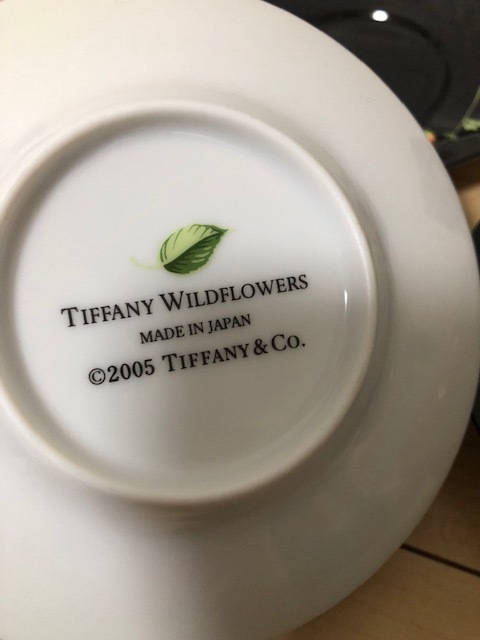 TIFFANY WILDFLOWERS
MADE IN JAPAN
©2005 TIFFANY & CO.